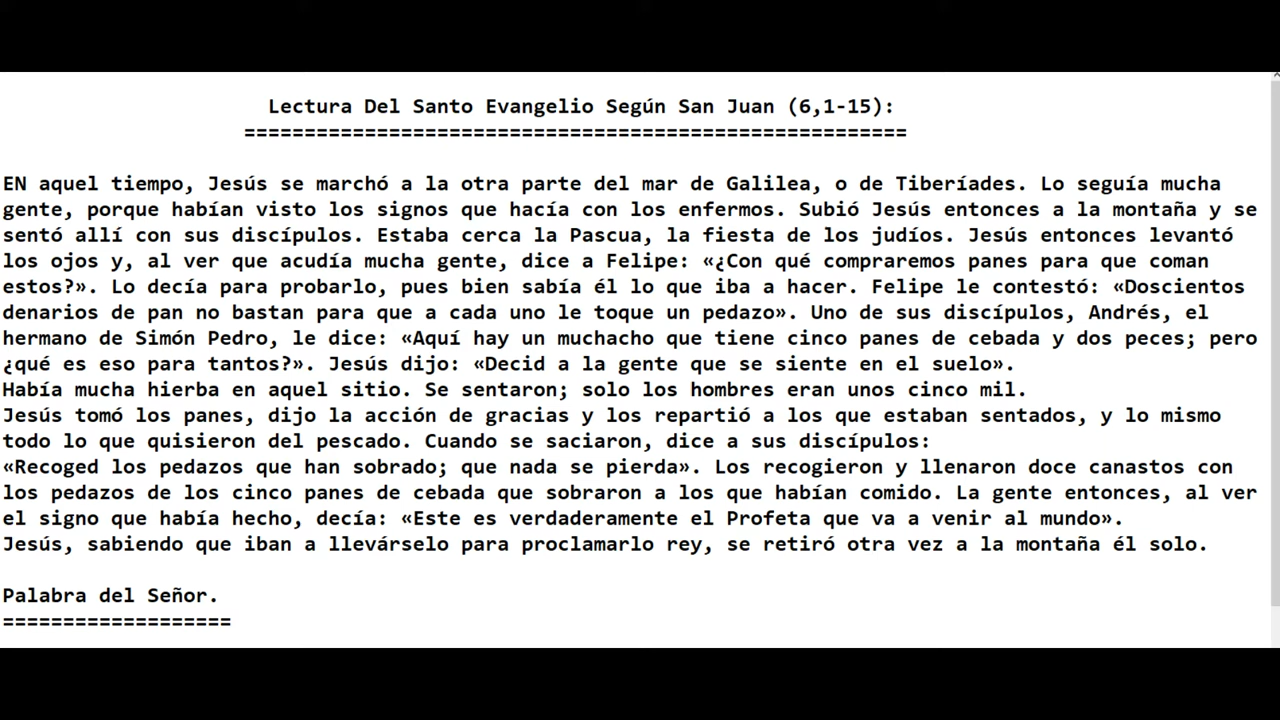 Lectura Del Santo Evangelio Según San Juan (6,1-15):
=======================================================
EN aquel tiempo, Jesús se marchó a la otra parte del mar de Galilea, o de Tiberíades. Lo seguía mucha
gente, porque habían visto los signos que hacía con los enfermos. Subió Jesús entonces a la montaña y se
sentó allí con sus discípulos. Estaba cerca la Pascua, la fiesta de los judíos. Jesús entonces levantó
los ojos y, al ver que acudía mucha gente, dice a Felipe: «¿Con qué compraremos panes para que coman
estos?». Lo decía para probarlo, pues bien sabía él lo que iba a hacer. Felipe le contestó: «Doscientos
denarios de pan no bastan para que a cada uno le toque un pedazo». Uno de sus discípulos, Andrés, el
hermano de Simón Pedro, le dice: «Aquí hay un muchacho que tiene cinco panes de cebada y dos peces; pero
¿qué es eso para tantos?». Jesús dijo: «Decid a la gente que se siente en el suelo».
Había mucha hierba en aquel sitio. Se sentaron; solo los hombres eran unos cinco mil.
Jesús tomó los panes, dijo la acción de gracias y los repartió a los que estaban sentados, y lo mismo
todo lo que quisieron del pescado. Cuando se saciaron, dice a sus discípulos:
«Recoged los pedazos que han sobrado; que nada se pierda». Los recogieron y llenaron doce canastos con
los pedazos de los cinco panes de cebada que sobraron a los que habían comido. La gente entonces, al ver
el signo que había hecho, decía: «Este es verdaderamente el Profeta que va a venir al mundo».
Jesús, sabiendo que iban a llevárselo para proclamarlo rey, se retiró otra vez a la montaña él solo.
Palabra del Señor.
===================